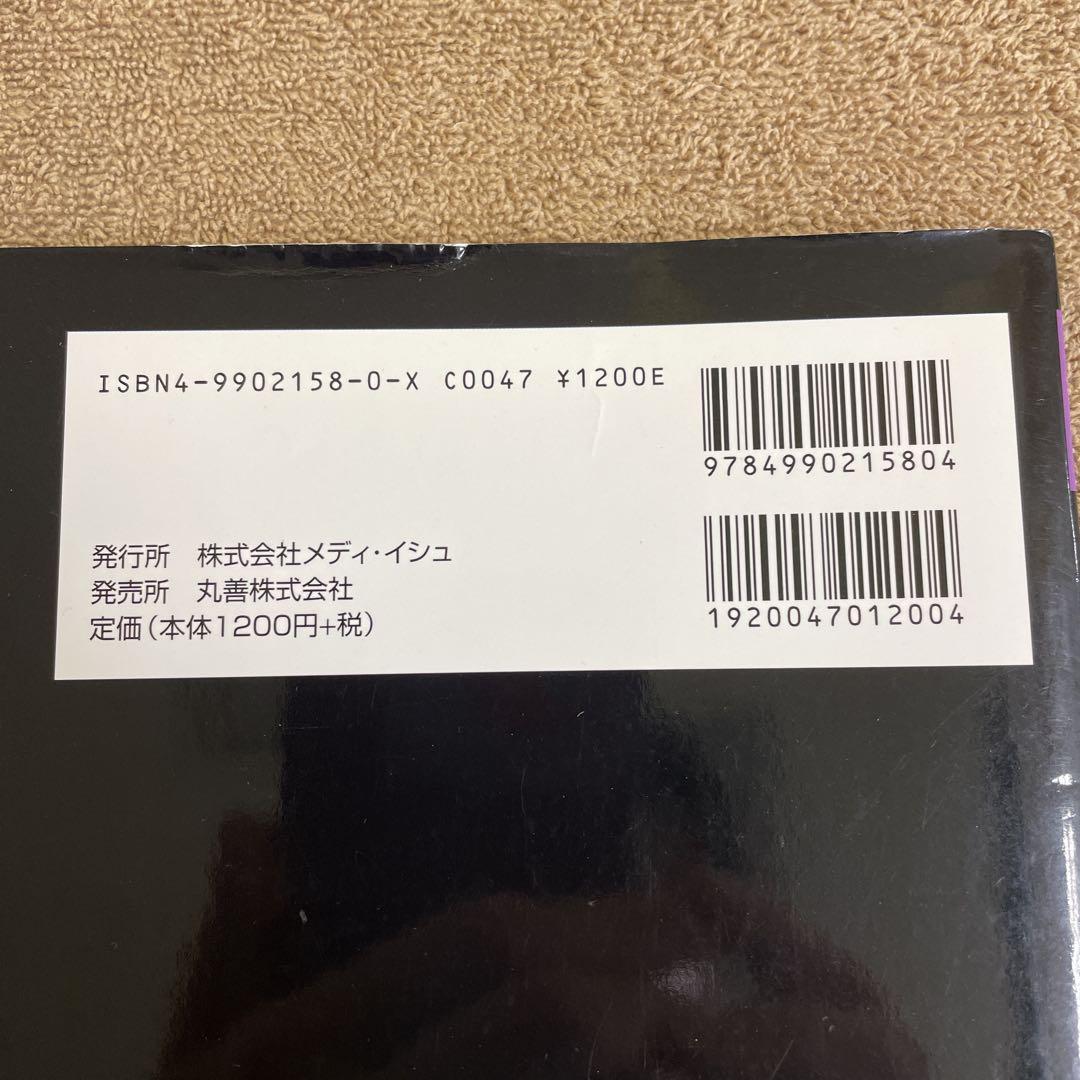 ISBN4-9902158-0-X C0047 ¥1200E
9784990215804
発行所 株式会社メディ・イシュ
発売所 丸善株式会社
定価(本体1200円+税)
1920047012004